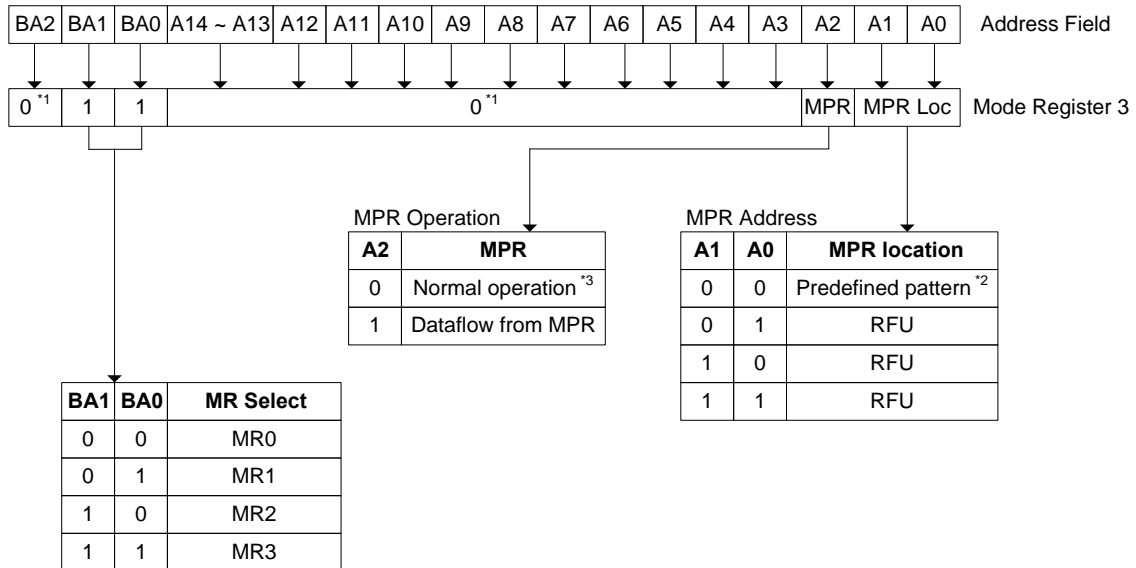 BA2 BA1 BA0 A14 ~ A13 A12 A11 A10 A9 A8 A7 A6 A5 A4 A3 A2 A1 A0 Address Field
0*1 1 1 0*1 MPR MPR Loc Mode Register 3
MPR Operation
A2 MPR
0 Normal operation*3
1 Dataflow from MPR
MPR Address
A1 A0 MPR location
0 0 Predefined pattern*2
0 1 RFU
1 0 RFU
1 1 RFU
BA1 BA0 MR Select
0 0 MR0
0 1 MR1
1 0 MR2
1 1 MR3